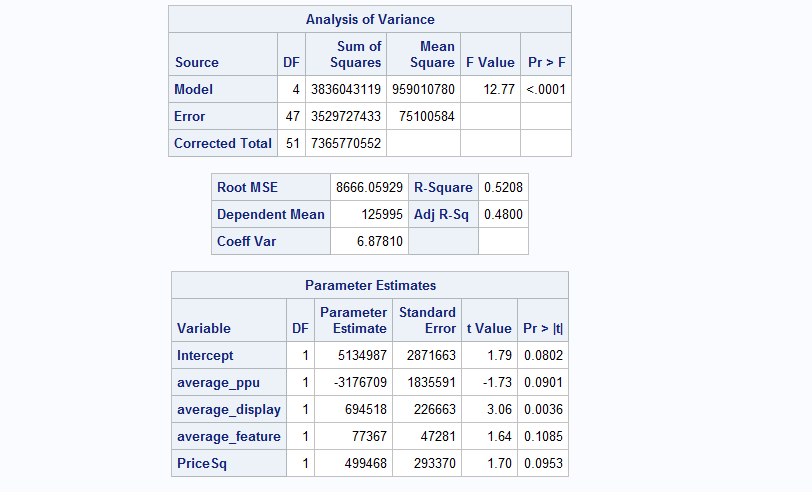 Analysis of Variance
Source DF Sum of Squares Mean Square F Value Pr > F
Model 4 3836043119 959010780 12.77 <.0001
Error 47 3529727433 75100584
Corrected Total 51 7365770552
Root MSE 8666.05929 R-Square 0.5208
Dependent Mean 125995 Adj R-Sq 0.4800
Coeff Var 6.87810
Parameter Estimates
Variable DF Parameter Estimate Standard Error t Value Pr > |t|
Intercept 1 5134987 2871663 1.79 0.0802
average_ppu 1 -3176709 1835591 -1.73 0.0901
average_display 1 694518 226663 3.06 0.0036
average_feature 1 77367 47281 1.64 0.1085
PriceSq 1 499468 293370 1.70 0.0953